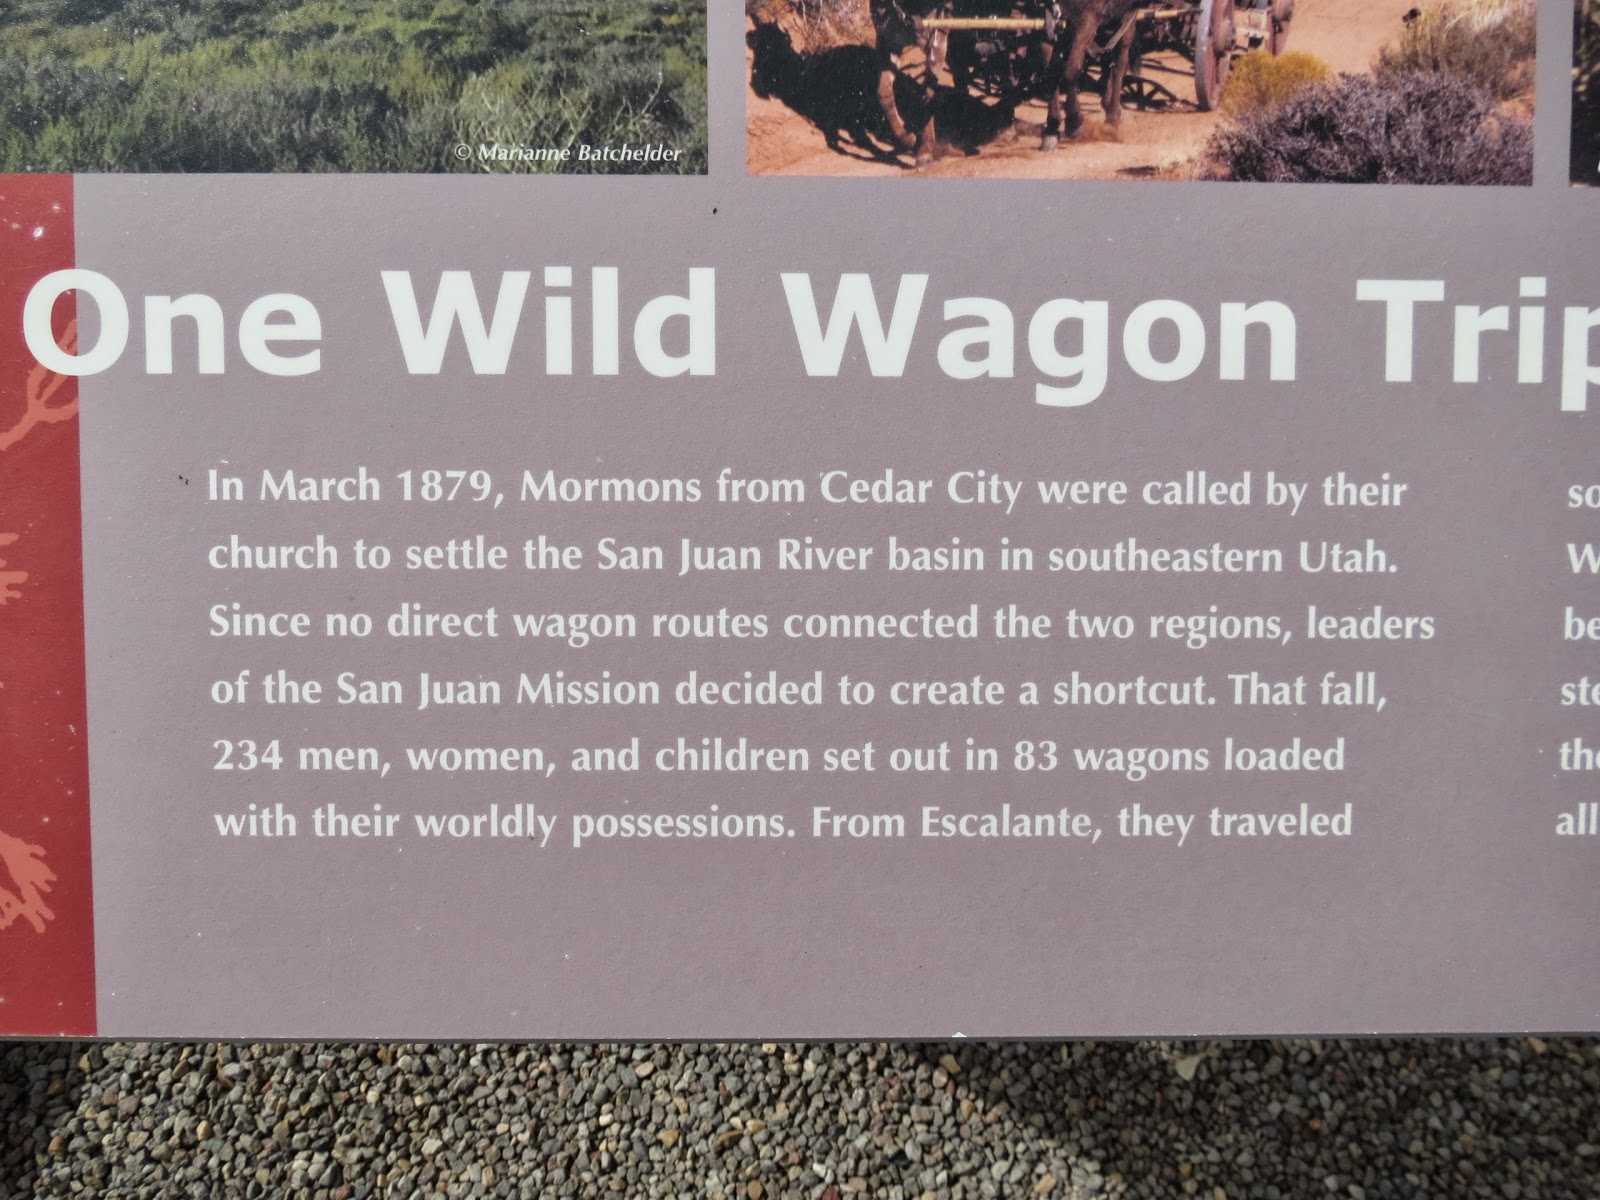 © Marianne Batchelder
One Wild Wagon Trip
In March 1879, Mormons from Cedar City were called by their
church to settle the San Juan River basin in southeastern Utah.
Since no direct wagon routes connected the two regions, leaders
of the San Juan Mission decided to create a shortcut. That fall,
234 men, women, and children set out in 83 wagons loaded
with their worldly possessions. From Escalante, they traveled